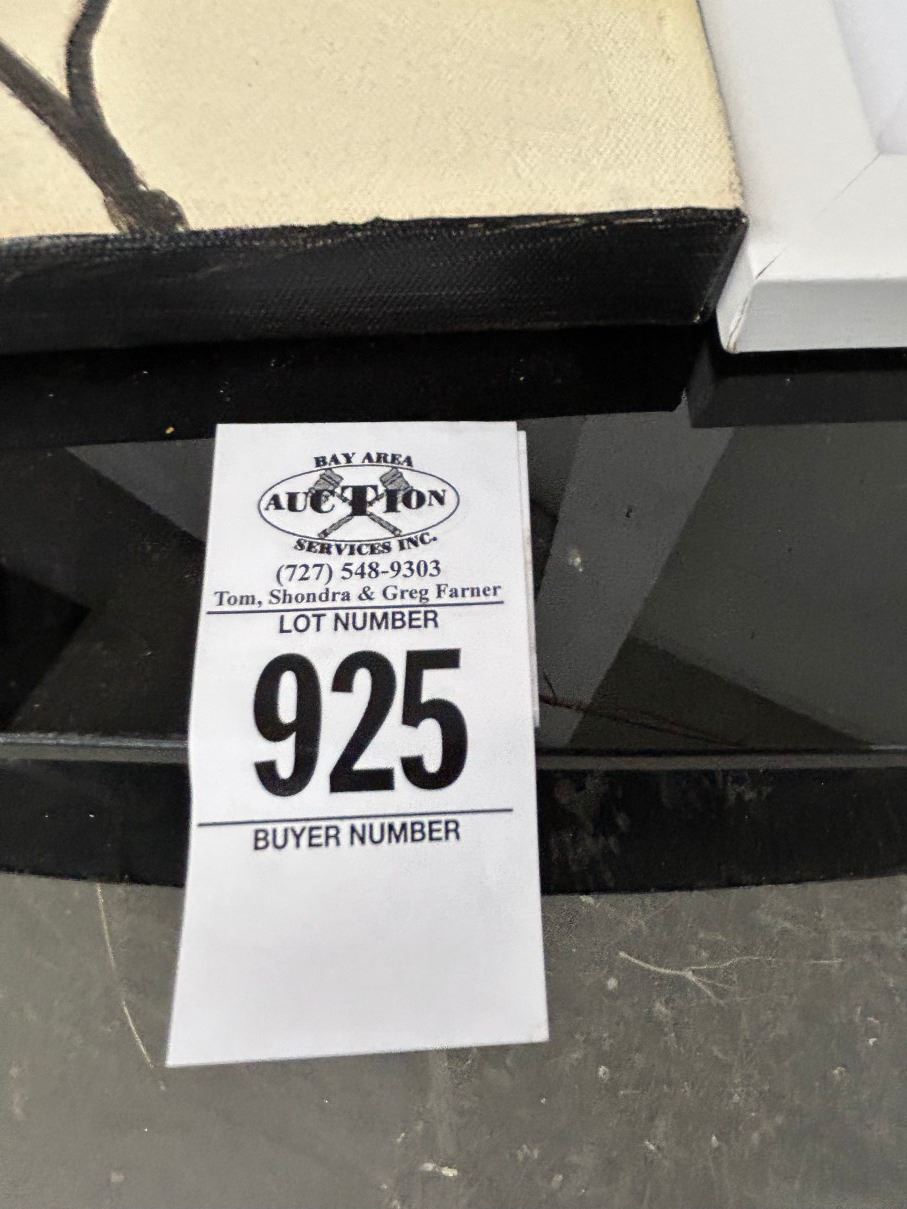 BAY AREA
AUCTION
SERVICES INC.
(727) 548-9303
Tom, Shondra & Greg Farner
LOT NUMBER
925
BUYER NUMBER